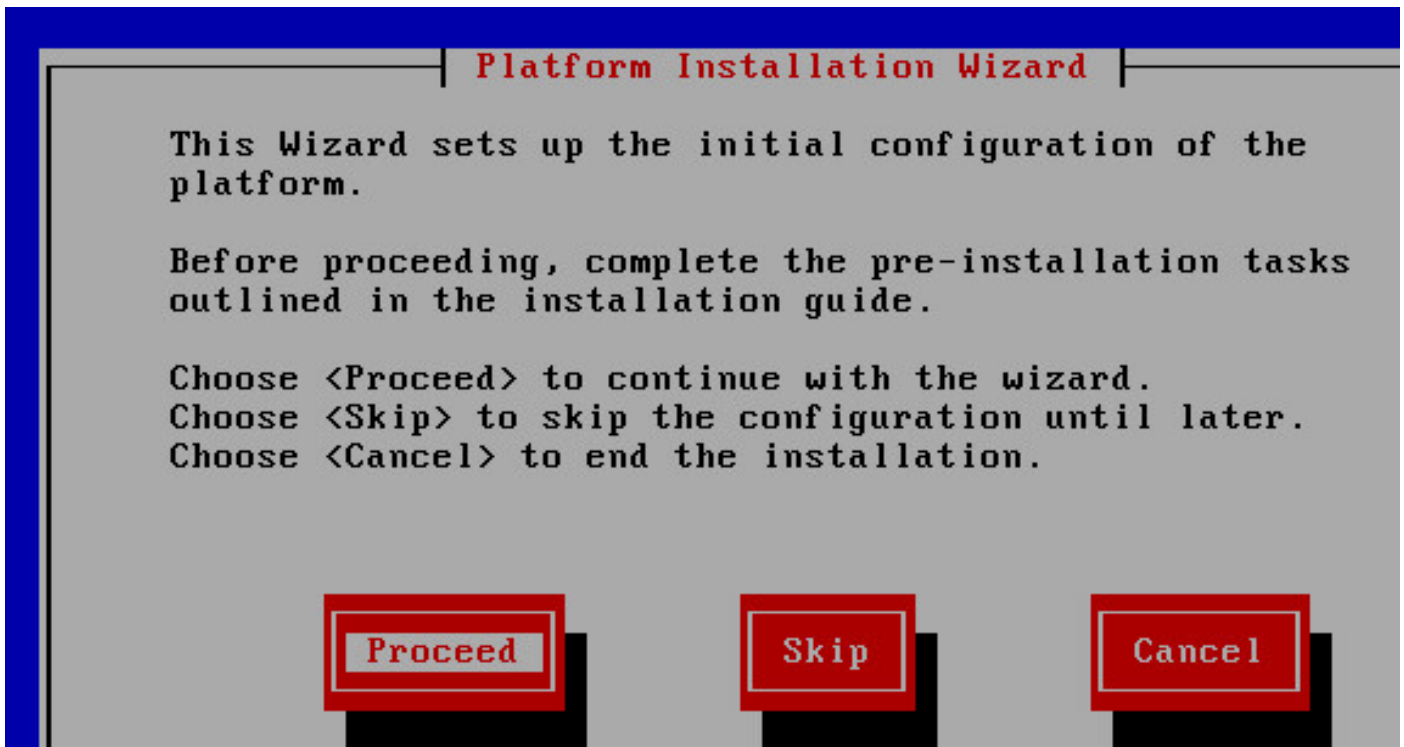 Platform Installation Wizard
This Wizard sets up the initial configuration of the
platform.
Before proceeding, complete the pre-installation tasks
outlined in the installation guide.
Choose <Proceed> to continue with the wizard.
Choose <Skip> to skip the configuration until later.
Choose <Cancel> to end the installation.
Proceed Skip Cancel